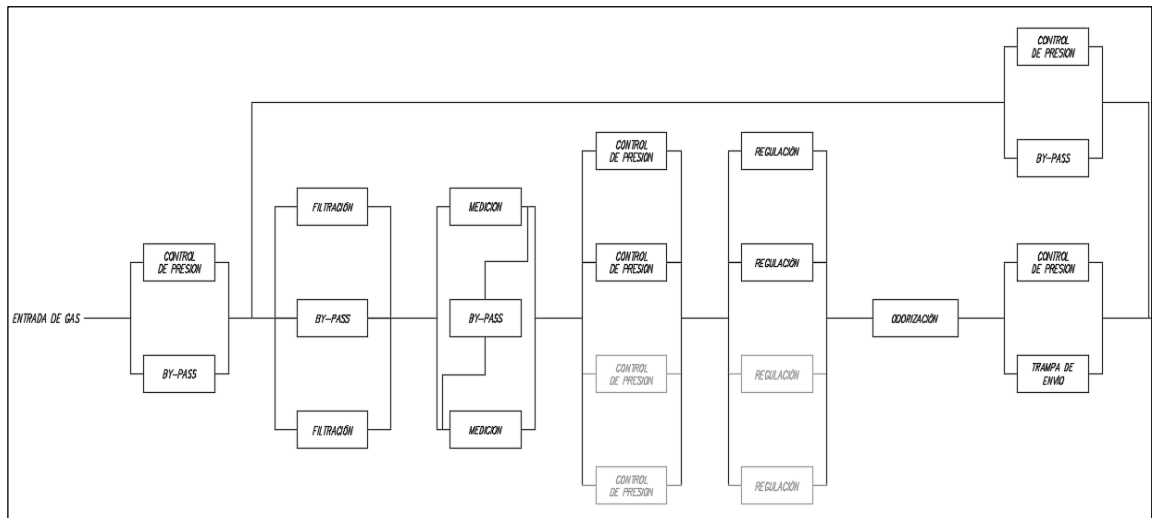 CONTROL
DE PRESION
BY-PASS
CONTROL
DE PRESION
REGULACIÓN
FILTRACIÓN
MEDICION
CONTROL
DE PRESION
CONTROL
DE PRESION
REGULACIÓN
CONTROL
DE PRESION
ENTRADA DE GAS
BY-PASS
BY-PASS
ODORIZACIÓN
BY-PASS
CONTROL
DE PRESION
REGULACIÓN
TRAMPA DE
ENVÍO
FILTRACIÓN
MEDICION
CONTROL
DE PRESION
REGULACIÓN